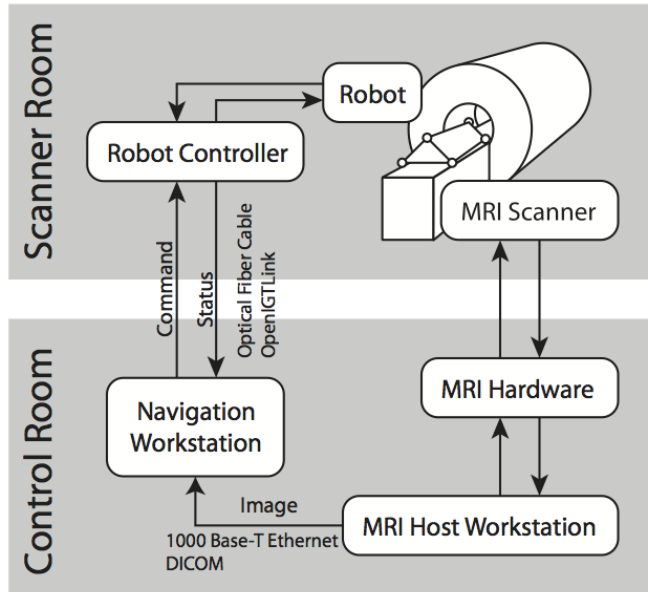 Scanner Room
Robot
Robot Controller
MRI Scanner
Command
Status
Optical Fiber Cable
OpenIGTLink
Control Room
MRI Hardware
Navigation
Workstation
Image
1000 Base-T Ethernet
DICOM
MRI Host Workstation